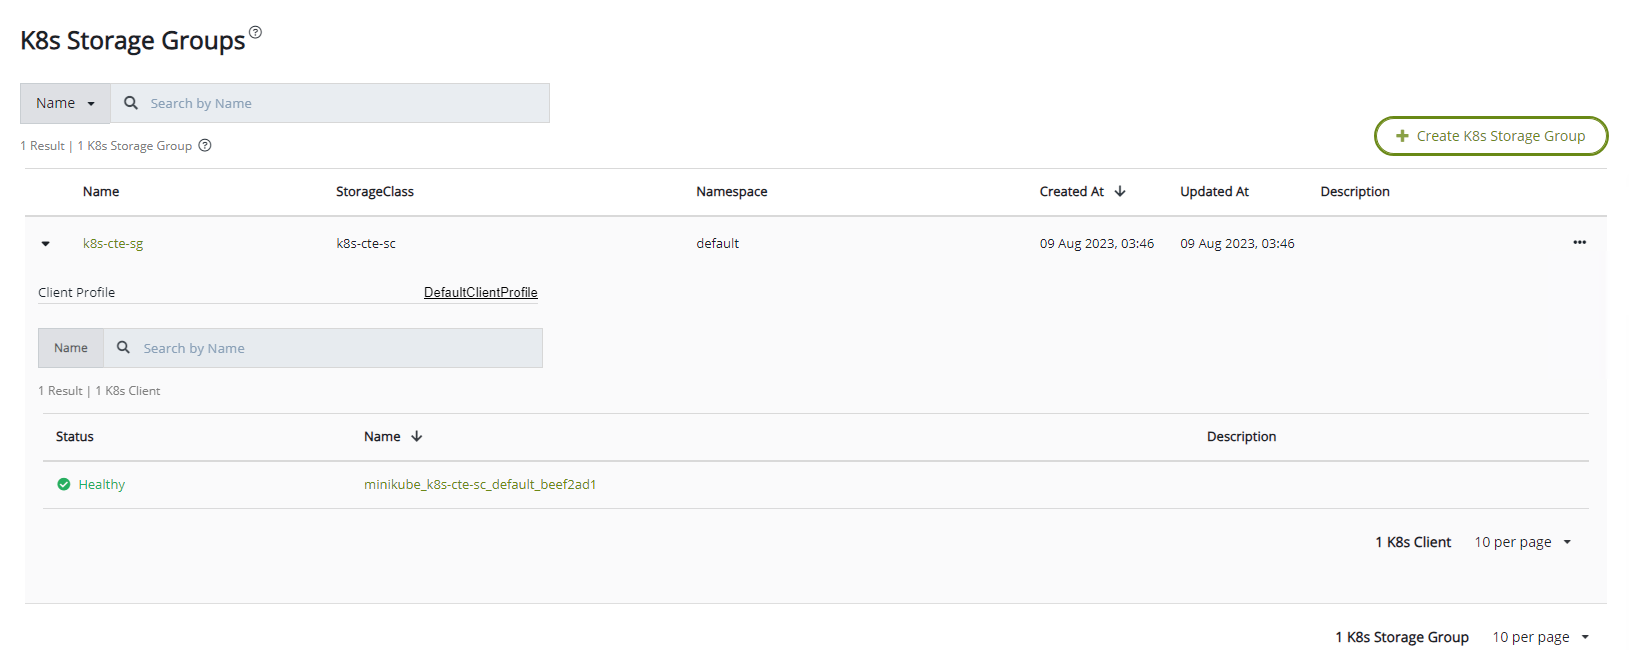 K8s Storage Groups
Name Search by Name
1 Result | 1 K8s Storage Group
Create K8s Storage Group
Name StorageClass Namespace Created At Updated At Description
k8s-cte-sg k8s-cte-sc default 09 Aug 2023, 03:46 09 Aug 2023, 03:46
Client Profile DefaultClientProfile
Name Search by Name
1 Result | 1 K8s Client
Status Name Description
Healthy minikube_k8s-cte-sc_default_beef2ad1
1 K8s Client 10 per page
1 K8s Storage Group 10 per page